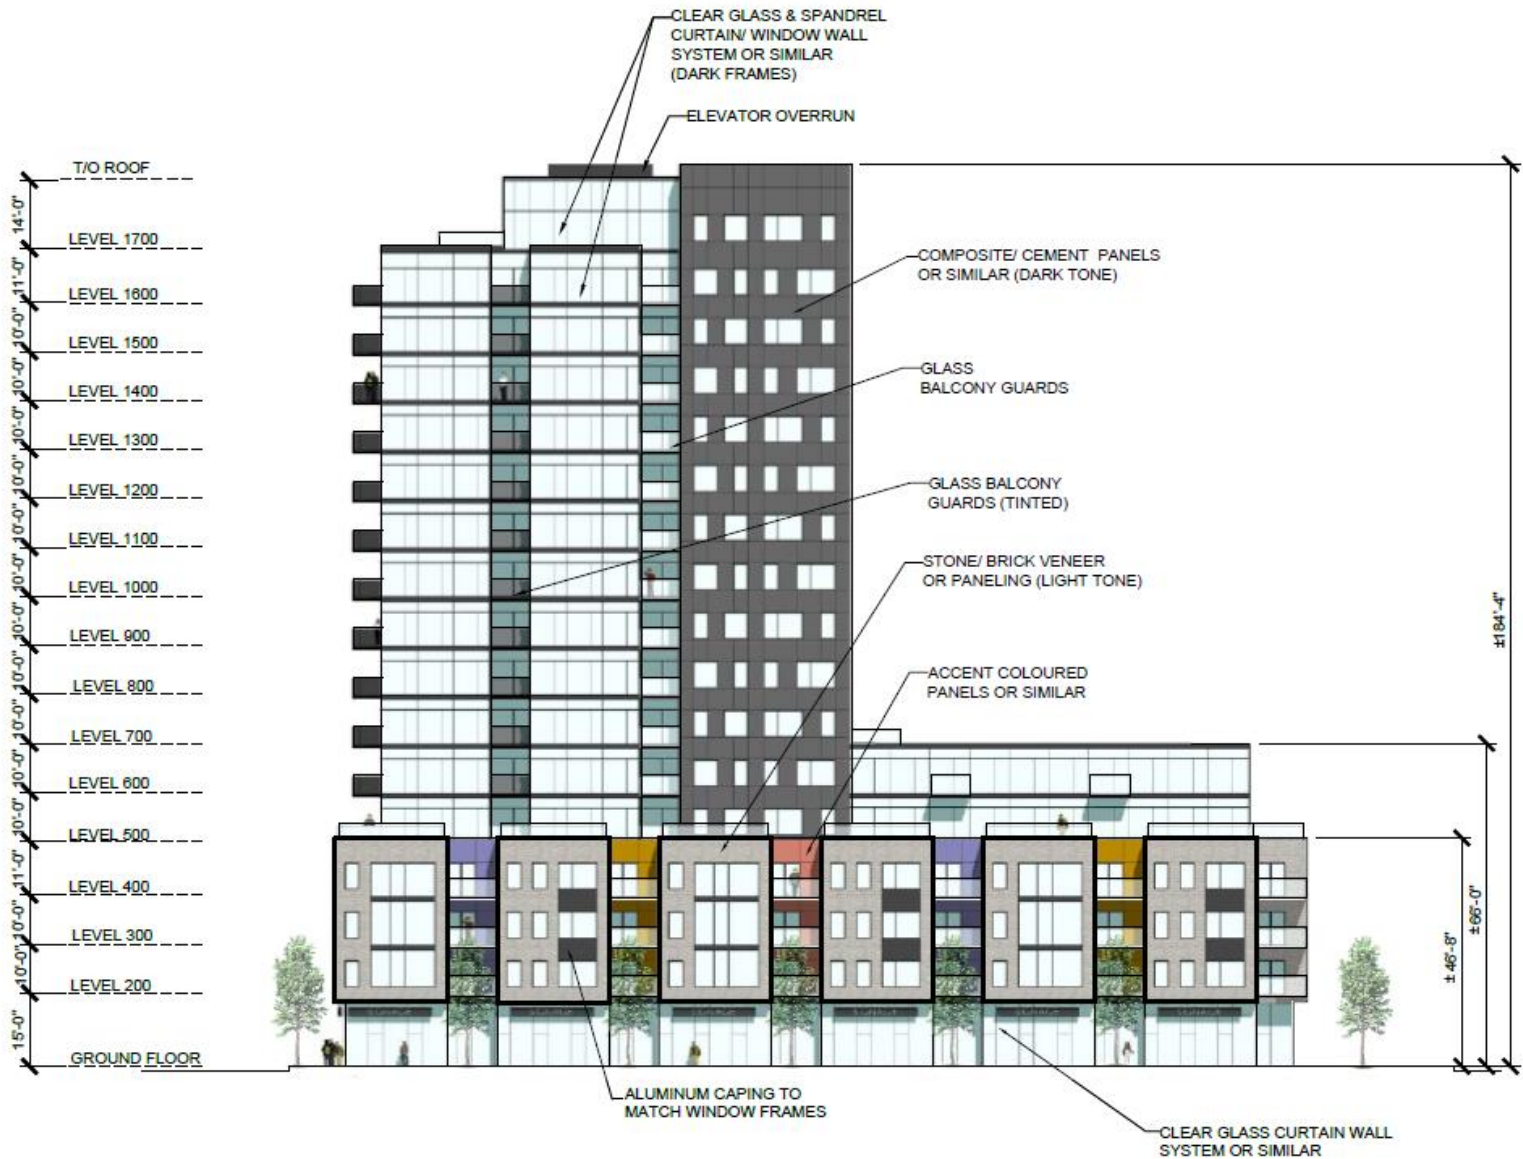 CLEAR GLASS & SPANDREL
CURTAIN/ WINDOW WALL
SYSTEM OR SIMILAR
(DARK FRAMES)
ELEVATOR OVERRUN
T/O ROOF
14'-0"
LEVEL 1700
11'-0"
LEVEL 1600
10'-0"
LEVEL 1500
10'-0"
LEVEL 1400
10'-0"
LEVEL 1300
10'-0"
LEVEL 1200
10'-0"
LEVEL 1100
10'-0"
LEVEL 1000
10'-0"
LEVEL 900
10'-0"
LEVEL 800
10'-0"
LEVEL 700
10'-0"
LEVEL 600
10'-0"
LEVEL 500
11'-0"
LEVEL 400
10'-0"
LEVEL 300
10'-0"
LEVEL 200
15'-0"
GROUND FLOOR
COMPOSITE/ CEMENT PANELS
OR SIMILAR (DARK TONE)
GLASS
BALCONY GUARDS
GLASS BALCONY
GUARDS (TINTED)
STONE/ BRICK VENEER
OR PANELING (LIGHT TONE)
ACCENT COLOURED
PANELS OR SIMILAR
±184'-4"
±66'-0"
±46'-8"
ALUMINUM CAPING TO
MATCH WINDOW FRAMES
CLEAR GLASS CURTAIN WALL
SYSTEM OR SIMILAR